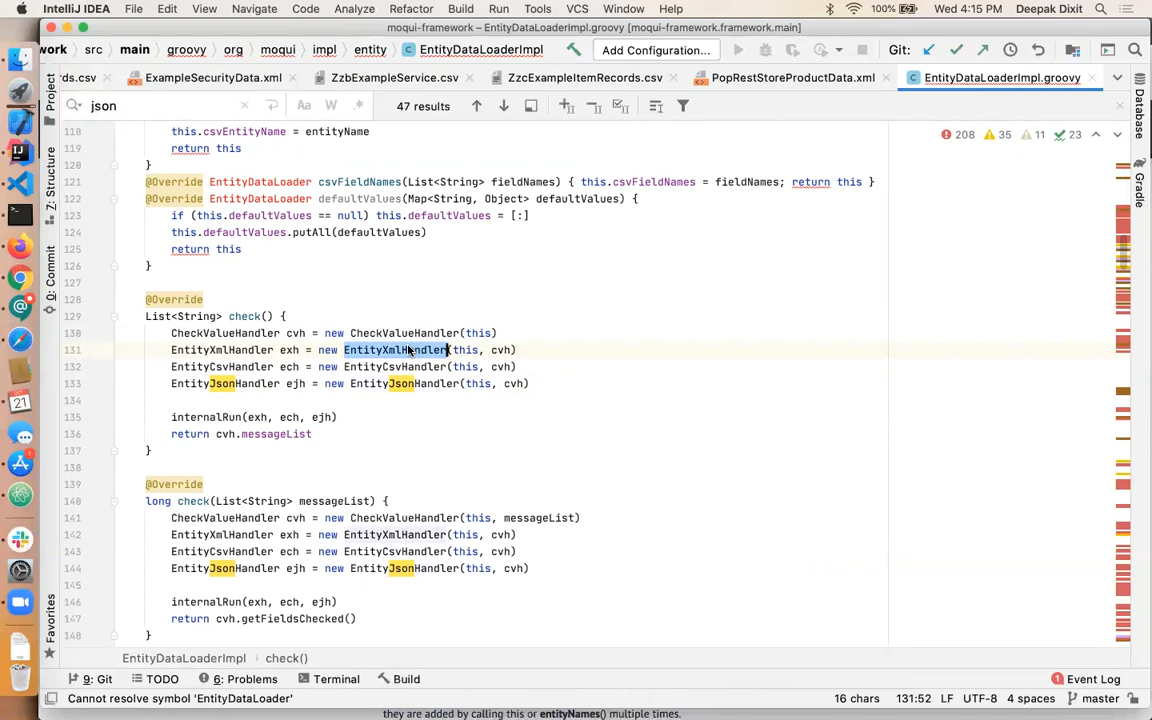 IntelliJ IDEA File Edit View Navigate Code Analyze Refactor Build Run Tools VCS Window Help 100% Wed 4:15 PM Deepak Dixit
moqui-framework – EntityDataLoaderImpl.groovy [moqui-framework.framework.main]
work src main groovy org moqui impl entity EntityDataLoaderImpl Add Configuration... Git:
rds.csv ExampleSecurityData.xml ZzbExampleService.csv ZzcExampleItemRecords.csv PopRestStoreProductData.xml EntityDataLoaderImpl.groovy
json Aa W .* 47 results
208 35 11 23
118 this.csvEntityName = entityName
119 return this
120 }
121 @Override EntityDataLoader csvFieldNames(List<String> fieldNames) { this.csvFieldNames = fieldNames; return this }
122 @Override EntityDataLoader defaultValues(Map<String, Object> defaultValues) {
123 if (this.defaultValues == null) this.defaultValues = [:]
124 this.defaultValues.putAll(defaultValues)
125 return this
126 }
127
128 @Override
129 List<String> check() {
130 CheckValueHandler cvh = new CheckValueHandler(this)
131 EntityXmlHandler exh = new EntityXmlHandler(this, cvh)
132 EntityCsvHandler ech = new EntityCsvHandler(this, cvh)
133 EntityJsonHandler ejh = new EntityJsonHandler(this, cvh)
134
135 internalRun(exh, ech, ejh)
136 return cvh.messageList
137 }
138
139 @Override
140 long check(List<String> messageList) {
141 CheckValueHandler cvh = new CheckValueHandler(this, messageList)
142 EntityXmlHandler exh = new EntityXmlHandler(this, cvh)
143 EntityCsvHandler ech = new EntityCsvHandler(this, cvh)
144 EntityJsonHandler ejh = new EntityJsonHandler(this, cvh)
145
146 internalRun(exh, ech, ejh)
147 return cvh.getFieldsChecked()
148 }
Project
7: Structure
0: Commit
Favorites
Database
Gradle
21
EntityDataLoaderImpl check()
9: Git TODO 6: Problems Terminal Build 1 Event Log
Cannot resolve symbol 'EntityDataLoader' 16 chars 131:52 LF UTF-8 4 spaces master
they are added by calling this or entityNames() multiple times.